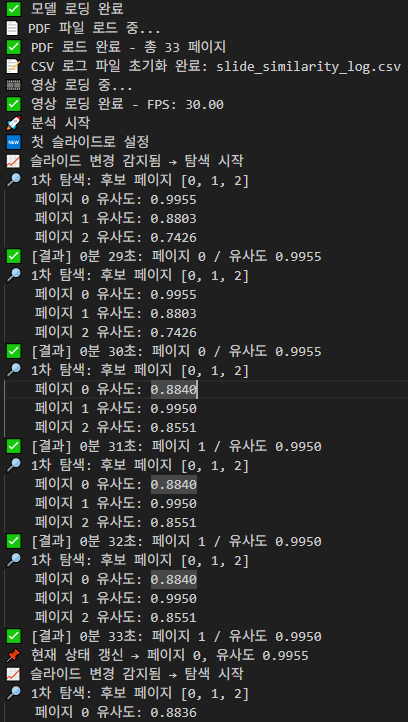 ✅ 모델 로딩 완료
📄 PDF 파일 로드 중...
✅ PDF 로드 완료 - 총 33 페이지
📝 CSV 로그 파일 초기화 완료: slide_similarity_log.csv
🎞 영상 로딩 중...
✅ 영상 로딩 완료 - FPS: 30.00
🚀 분석 시작
🆕 첫 슬라이드로 설정
📈 슬라이드 변경 감지됨 → 탐색 시작
🔎 1차 탐색: 후보 페이지 [0, 1, 2]
페이지 0 유사도: 0.9955
페이지 1 유사도: 0.8803
페이지 2 유사도: 0.7426
✅ [결과] 0분 29초: 페이지 0 / 유사도 0.9955
🔎 1차 탐색: 후보 페이지 [0, 1, 2]
페이지 0 유사도: 0.9955
페이지 1 유사도: 0.8803
페이지 2 유사도: 0.7426
✅ [결과] 0분 30초: 페이지 0 / 유사도 0.9955
🔎 1차 탐색: 후보 페이지 [0, 1, 2]
페이지 0 유사도: 0.8840
페이지 1 유사도: 0.9950
페이지 2 유사도: 0.8551
✅ [결과] 0분 31초: 페이지 1 / 유사도 0.9950
🔎 1차 탐색: 후보 페이지 [0, 1, 2]
페이지 0 유사도: 0.8840
페이지 1 유사도: 0.9950
페이지 2 유사도: 0.8551
✅ [결과] 0분 32초: 페이지 1 / 유사도 0.9950
🔎 1차 탐색: 후보 페이지 [0, 1, 2]
페이지 0 유사도: 0.8840
페이지 1 유사도: 0.9950
페이지 2 유사도: 0.8551
✅ [결과] 0분 33초: 페이지 1 / 유사도 0.9950
📌 현재 상태 갱신 → 페이지 0, 유사도 0.9955
📈 슬라이드 변경 감지됨 → 탐색 시작
🔎 1차 탐색: 후보 페이지 [0, 1, 2]
페이지 0 유사도: 0.8836